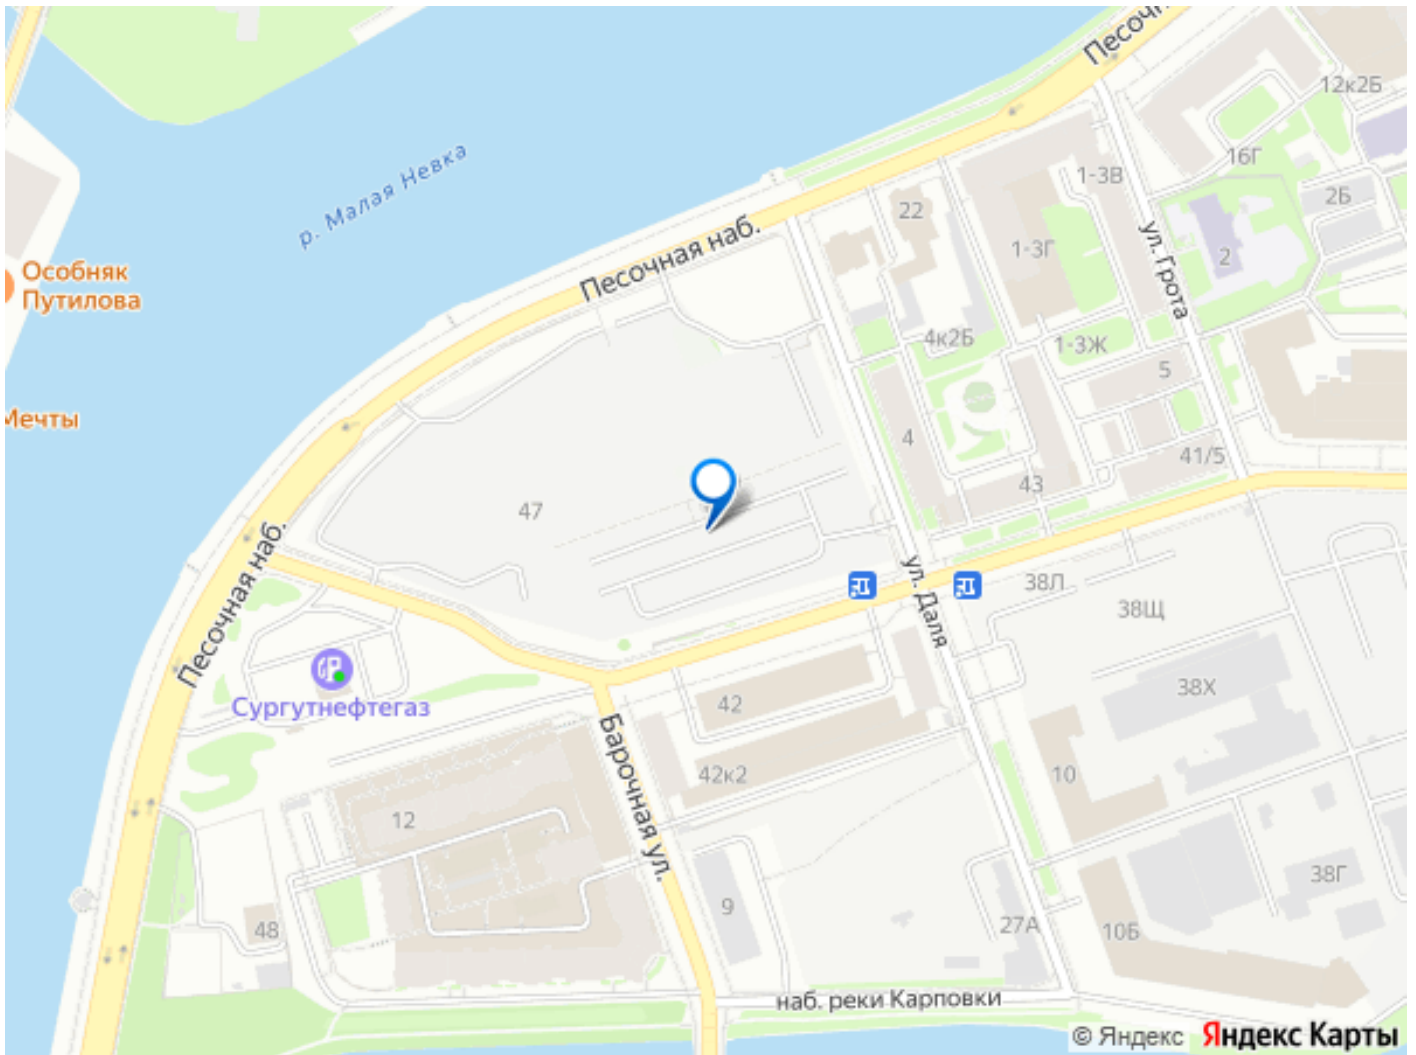 Песочн
12к2Б
16Г
1-3В
2Б
р. Малая Невка
22
ул. Грота
2
1-3Г
Песочная наб.
Особняк
Путилова
4к2Б
1-3Ж
5
Мечты
4
41/5
43
47
Песочная наб.
ул. Даля
38Л
38Щ
Сургутнефтегаз
42
38Х
Барочная ул.
42к2
10
12
38Г
9
48
27А
10Б
наб. реки Карповки
© Яндекс Яндекс Карты